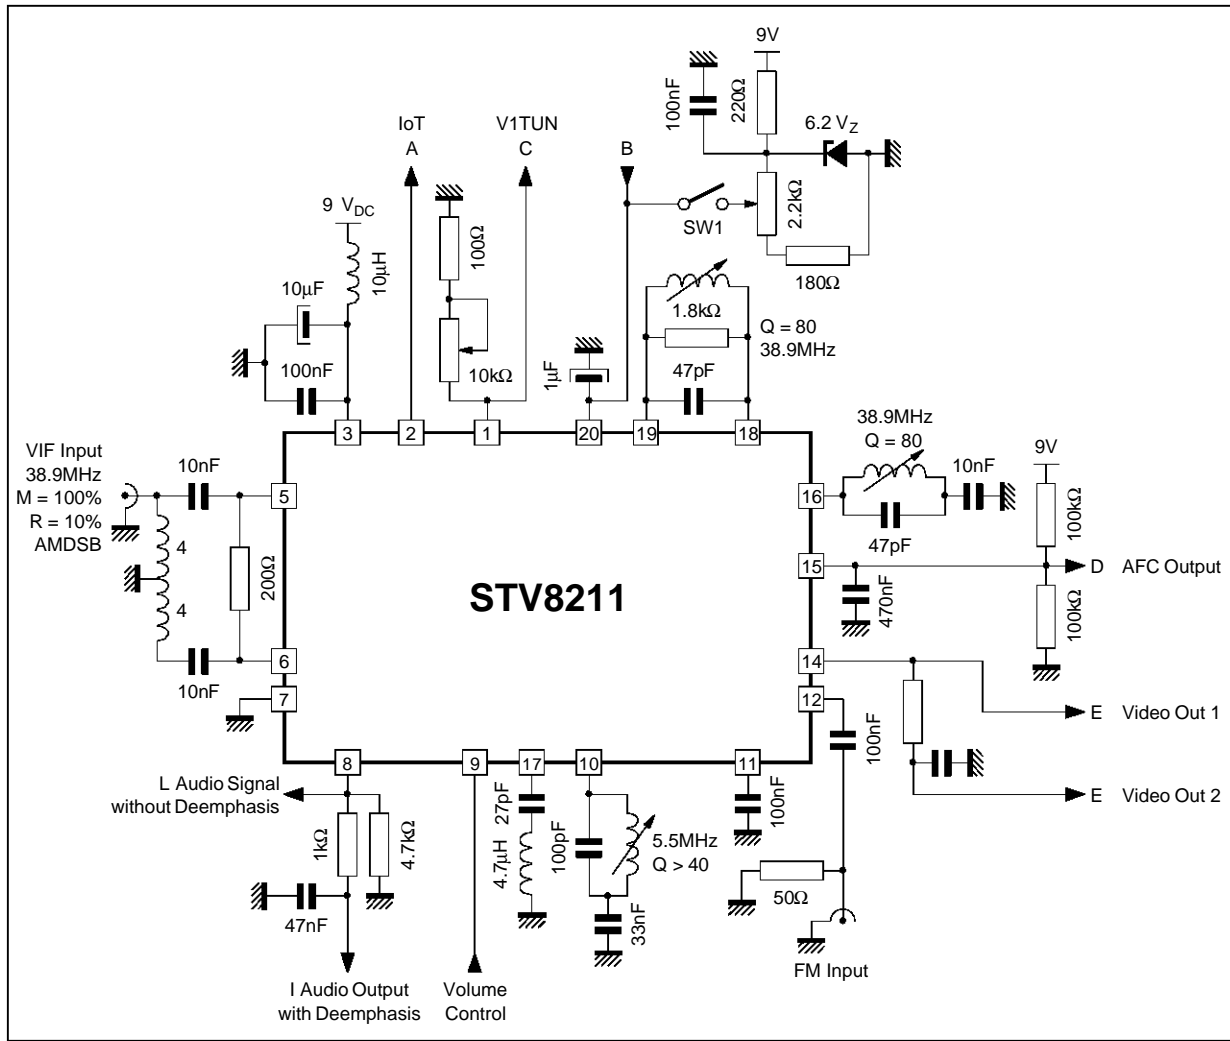 9V
100nF
220Ω
6.2 VZ
IoT
A
V1TUN
C
B
2.2kΩ
SW1
180Ω
9 VDC
100Ω
10µH
10µF
1.8kΩ
Q = 80
38.9MHz
100nF
10kΩ
1µF
47pF
3
2
1
20
19
18
VIF Input
38.9MHz
M = 100%
R = 10%
AMDSB
10nF
5
4
4
200Ω
10nF
6
7
STV8211
38.9MHz
Q = 80
10nF
16
47pF
9V
100kΩ
15
D AFC Output
470nF
100kΩ
14
12
100nF
E Video Out 1
E Video Out 2
8
9
17
10
11
L Audio Signal
without Deemphasis
1kΩ
4.7kΩ
47nF
27pF
4.7µH
100pF
5.5MHz
Q > 40
33nF
100nF
50Ω
FM Input
I Audio Output
with Deemphasis
Volume
Control